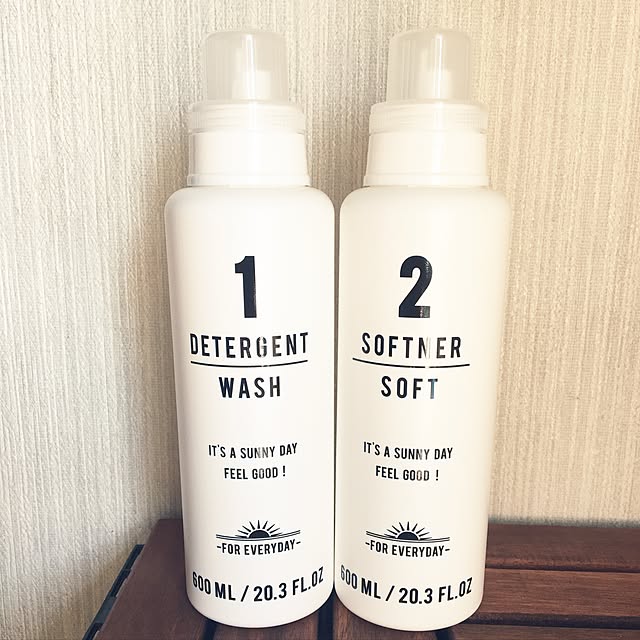 1
DETERGENT
WASH
IT'S A SUNNY DAY
FEEL GOOD !
-FOR EVERYDAY-
600 ML / 20.3 FL.OZ
2
SOFTNER
SOFT
IT'S A SUNNY DAY
FEEL GOOD !
-FOR EVERYDAY-
600 ML / 20.3 FL.OZ